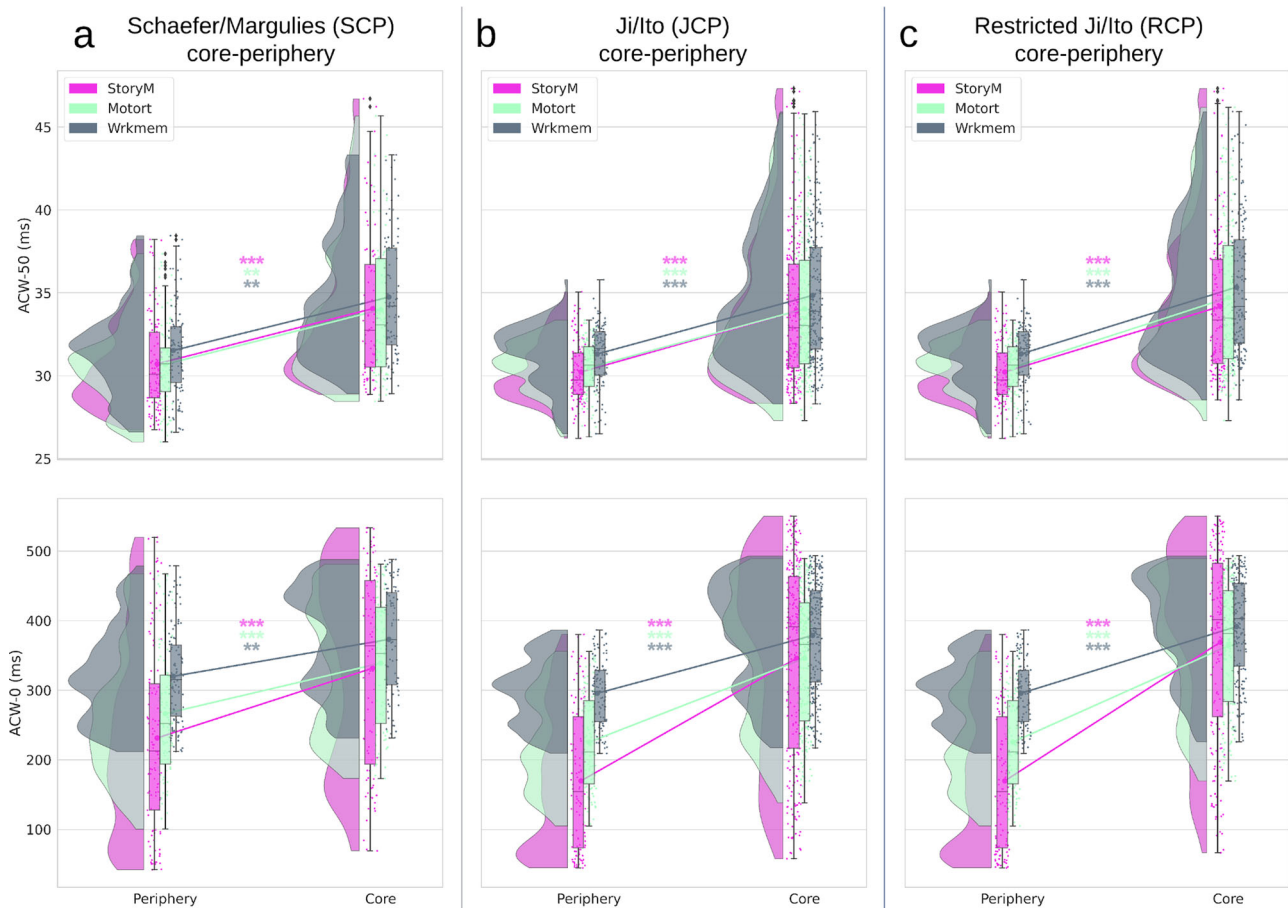 a
Schaefer/Margulies (SCP)
core-periphery
b
Ji/Ito (JCP)
core-periphery
c
Restricted Ji/Ito (RCP)
core-periphery
StoryM
Motort
Wrkmem
StoryM
Motort
Wrkmem
StoryM
Motort
Wrkmem
ACW-50 (ms)
45
40
35
30
25
***
**
**
***
***
***
***
***
***
ACW-0 (ms)
500
400
300
200
100
***
***
**
***
***
***
***
***
***
Periphery
Core
Periphery
Core
Periphery
Core